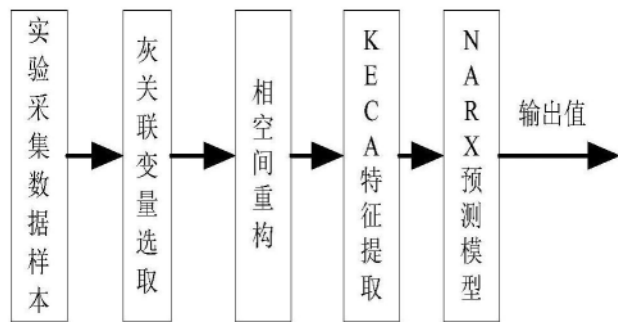 实验采集数据样本
灰关联变量选取
相空间重构
KECA特征提取
NARX预测模型
输出值